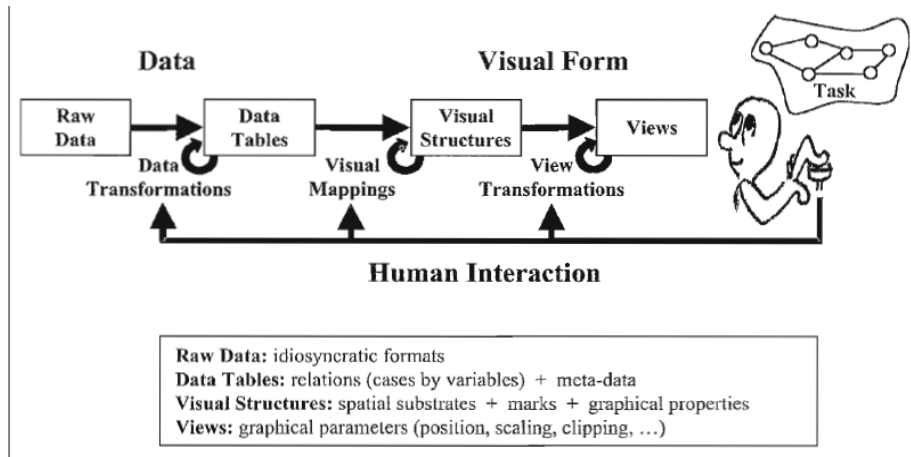 Data
Visual Form
Task
Raw
Data
Data
Tables
Visual
Structures
Views
Data
Transformations
Visual
Mappings
View
Transformations
Human Interaction
Raw Data: idiosyncratic formats
Data Tables: relations (cases by variables) + meta-data
Visual Structures: spatial substrates + marks + graphical properties
Views: graphical parameters (position, scaling, clipping, ...)